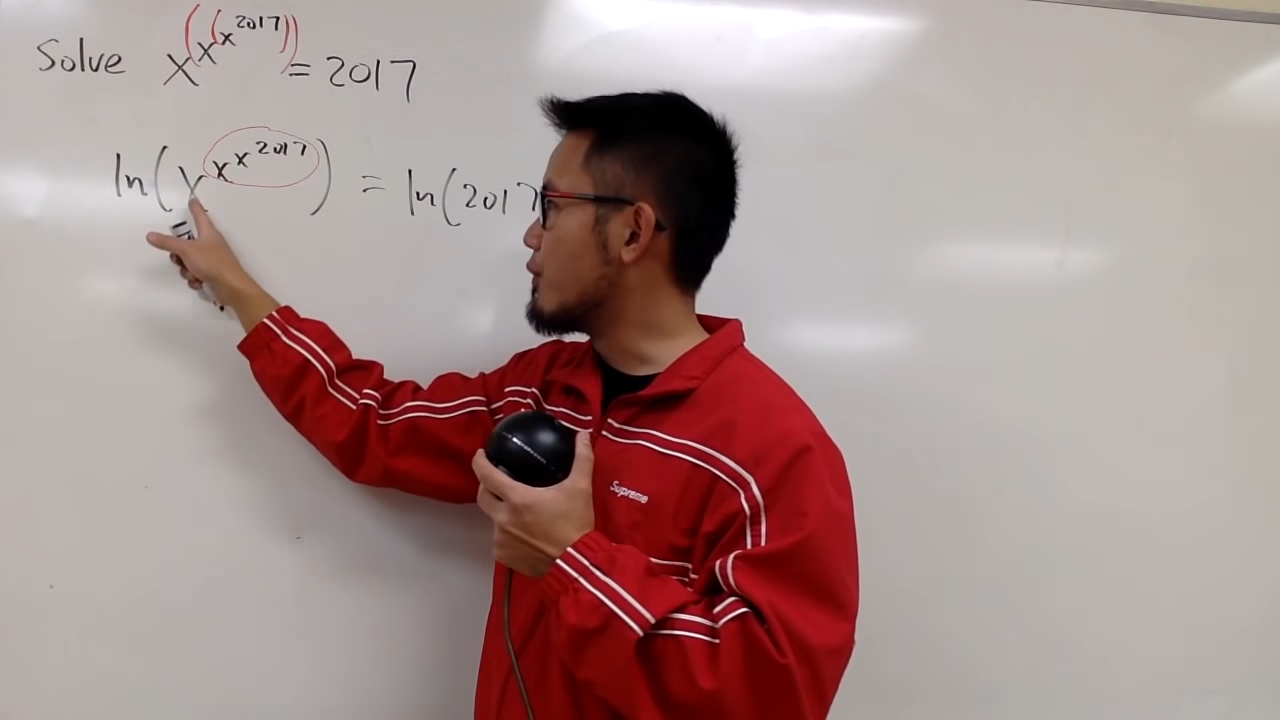 Solve x^(x^(x^2017)) = 2017
ln(x^x^x^2017) = ln(2017
Supreme